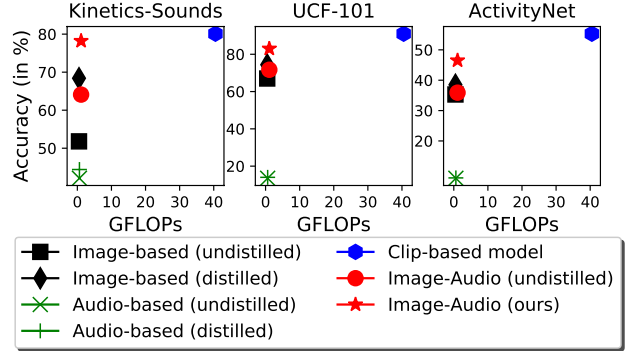 Kinetics-Sounds UCF-101 ActivityNet
Accuracy (in %)
80
70
60
50
80
60
40
20
50
40
30
20
0 10 20 30 40 0 10 20 30 40 0 10 20 30 40
GFLOPs GFLOPs GFLOPs
Image-based (undistilled) Clip-based model
Image-based (distilled) Image-Audio (undistilled)
Audio-based (undistilled) Image-Audio (ours)
Audio-based (distilled)